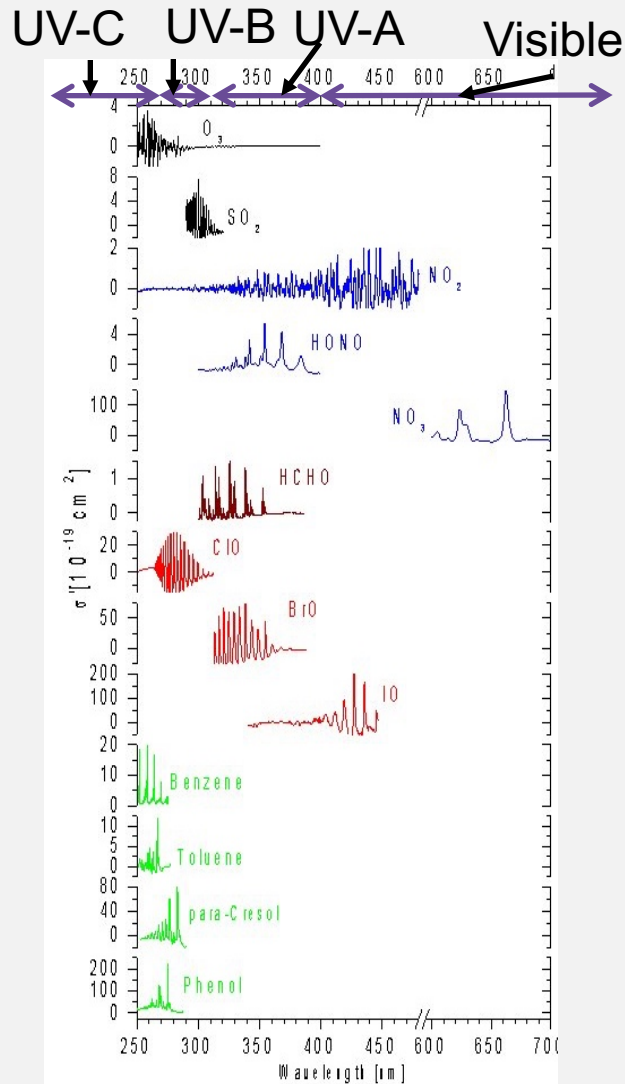 UV-C UV-B UV-A Visible
250 300 350 400 450 600 650
4
0
O3
8
4
0
SO2
2
0
NO2
4
0
HONO
100
0
NO3
1
0
HCHO
σ'[10⁻¹⁹ cm²]
20
0
ClO
50
0
BrO
200
100
0
IO
20
10
0
Benzene
10
5
0
Toluene
80
40
0
para-Cresol
200
100
0
Phenol
250 300 350 400 450 600 650 700
Wavelength [nm]